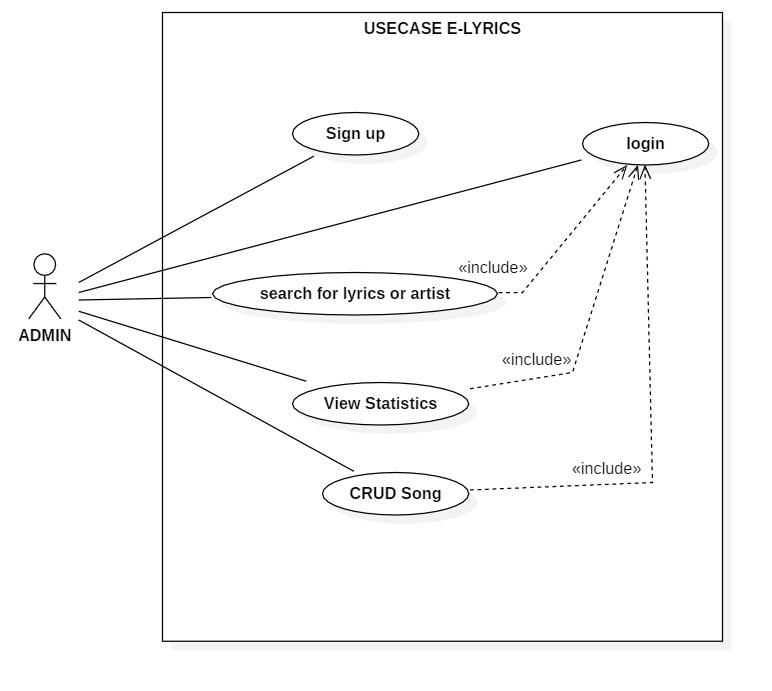 USECASE E-LYRICS
Sign up
login
«include»
search for lyrics or artist
ADMIN
«include»
View Statistics
«include»
CRUD Song